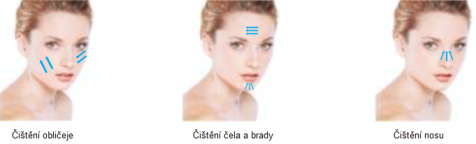 Čištění obličeje
Čištění čela a brady
Čištění nosu